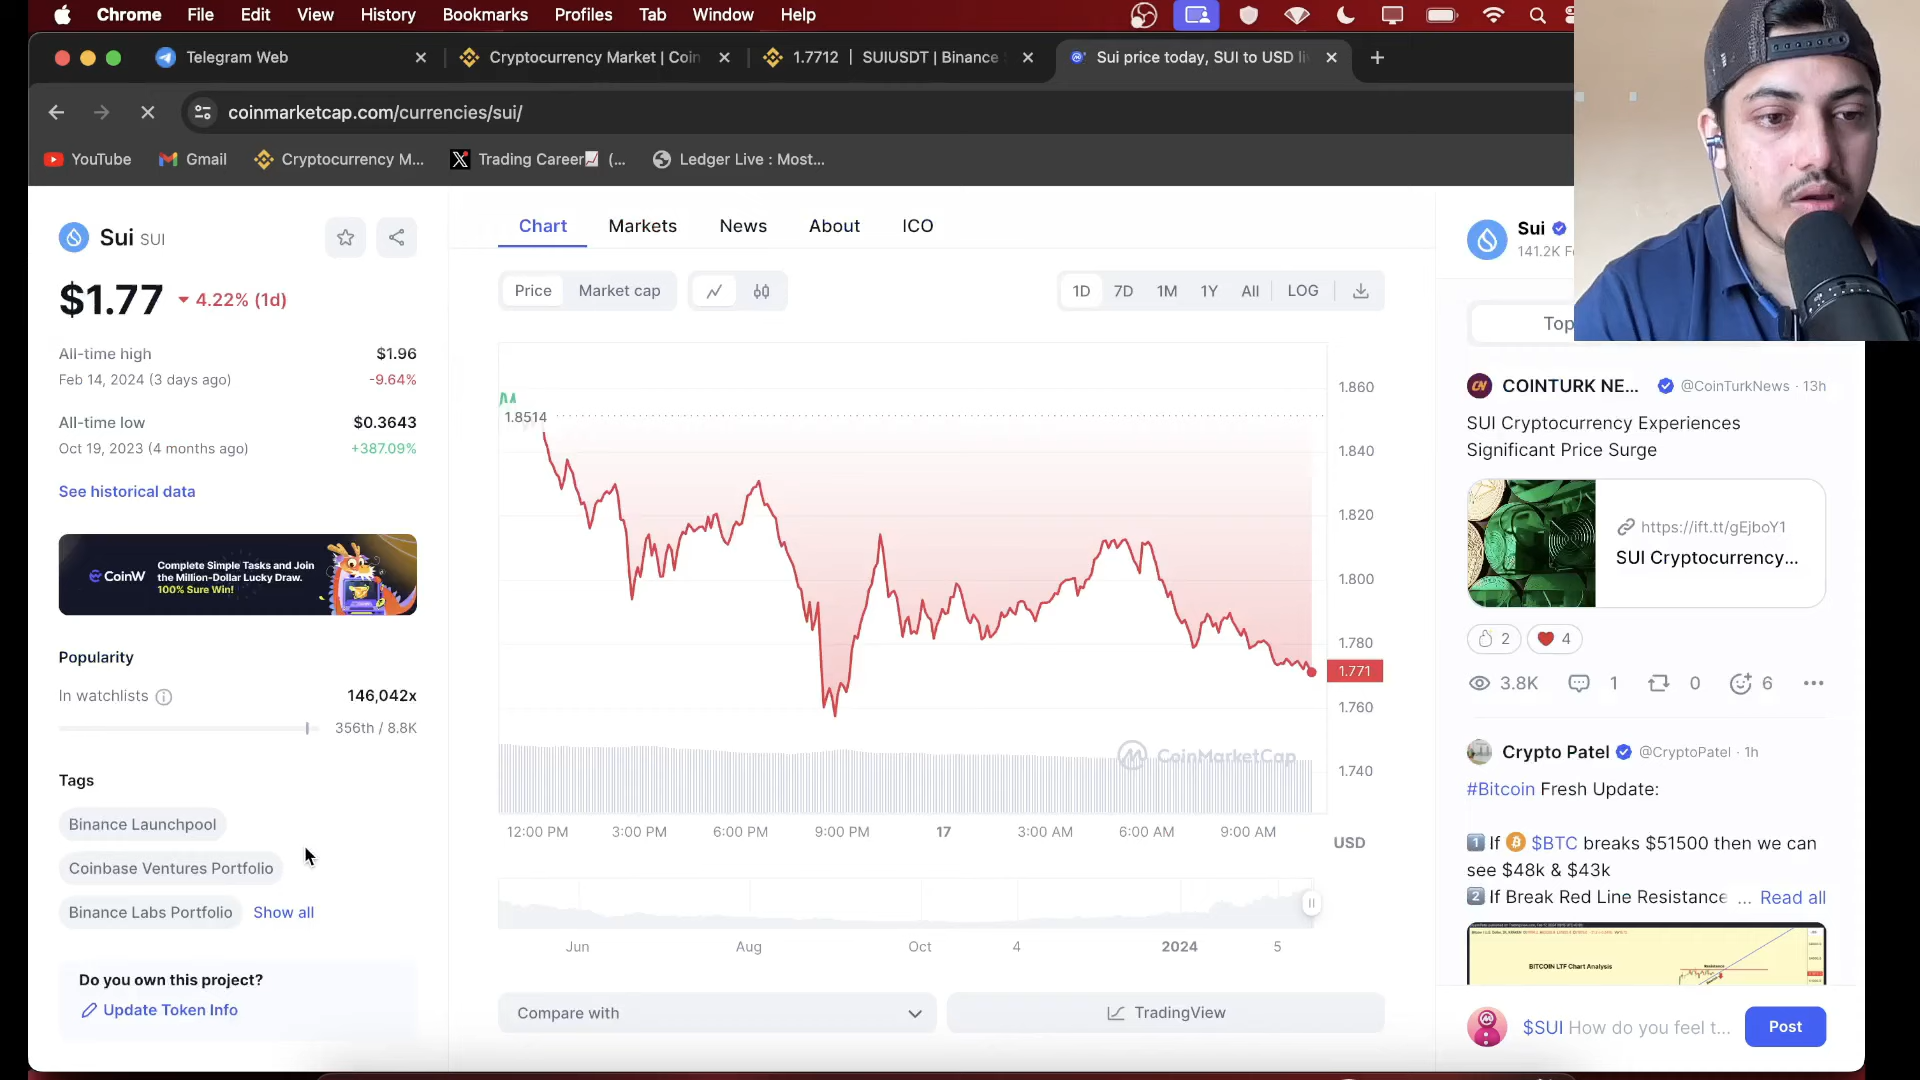 Chrome File Edit View History Bookmarks Profiles Tab Window Help
Telegram Web
Cryptocurrency Market | Coin
1.7712 | SUIUSDT | Binance
Sui price today, SUI to USD li
coinmarketcap.com/currencies/sui/
YouTube
Gmail
Cryptocurrency M...
Trading Career📈 (...
Ledger Live : Most...
Sui SUI
$1.77 4.22% (1d)
All-time high $1.96
Feb 14, 2024 (3 days ago) -9.64%
All-time low $0.3643
Oct 19, 2023 (4 months ago) +387.09%
See historical data
CoinW
Complete Simple Tasks and Join
the Million-Dollar Lucky Draw.
100% Sure Win!
Popularity
In watchlists 146,042x
356th / 8.8K
Tags
Binance Launchpool
Coinbase Ventures Portfolio
Binance Labs Portfolio Show all
Do you own this project?
Update Token Info
Chart Markets News About ICO
Price Market cap
1D 7D 1M 1Y All LOG
1.8514
1.860
1.840
1.820
1.800
1.780
1.771
1.760
1.740
CoinMarketCap
12:00 PM 3:00 PM 6:00 PM 9:00 PM 17 3:00 AM 6:00 AM 9:00 AM
USD
Jun Aug Oct 4 2024 5
Compare with
TradingView
Sui
141.2K
Top
COINTURK NE... @CoinTurkNews · 13h
SUI Cryptocurrency Experiences
Significant Price Surge
https://ift.tt/gEjboY1
SUI Cryptocurrency...
2 4
3.8K 1 0 6
Crypto Patel @CryptoPatel · 1h
#Bitcoin Fresh Update:
1 If $BTC breaks $51500 then we can
see $48k & $43k
2 If Break Red Line Resistance ... Read all
BITCOIN LTF Chart Analysis
$SUI How do you feel t...
Post